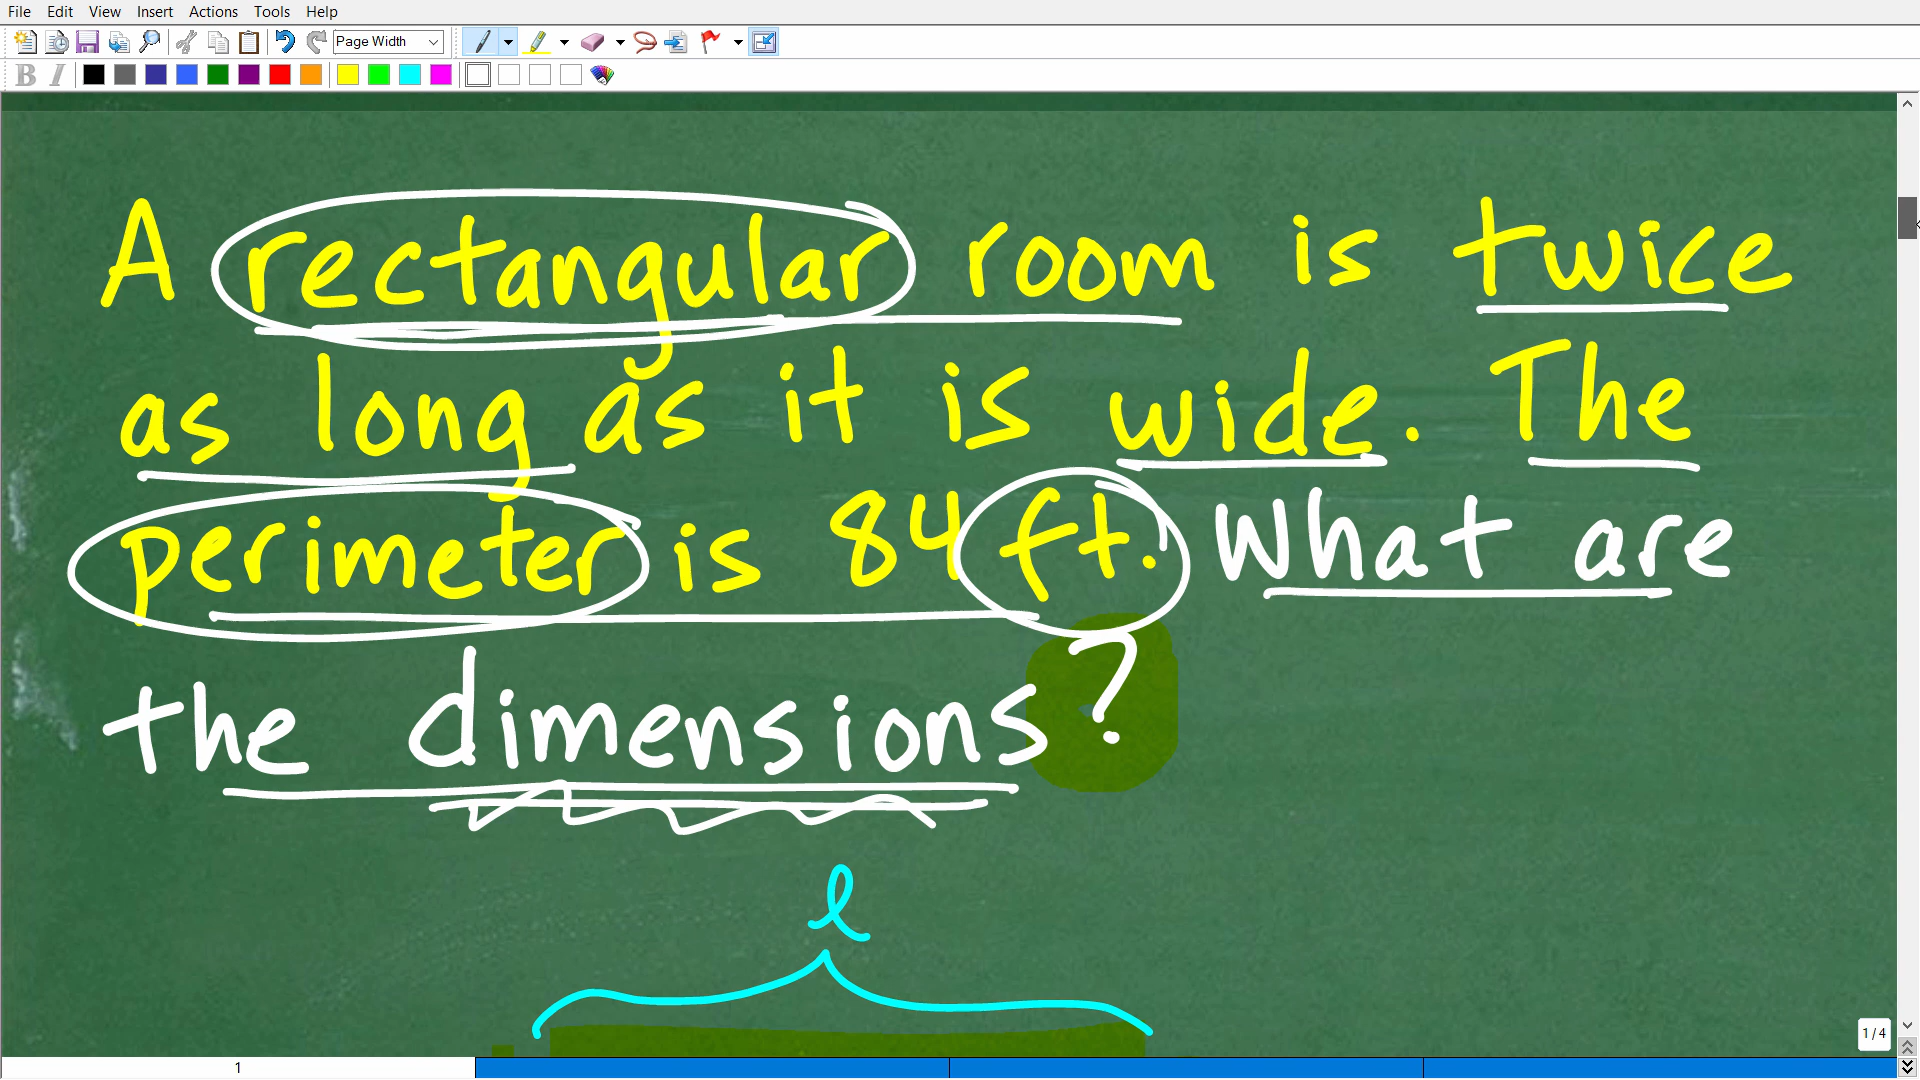 File Edit View Insert Actions Tools Help
Page Width
B I
A rectangular room is twice
as long as it is wide. The
perimeter is 84 ft. What are
the dimensions?
l
1 / 4
1